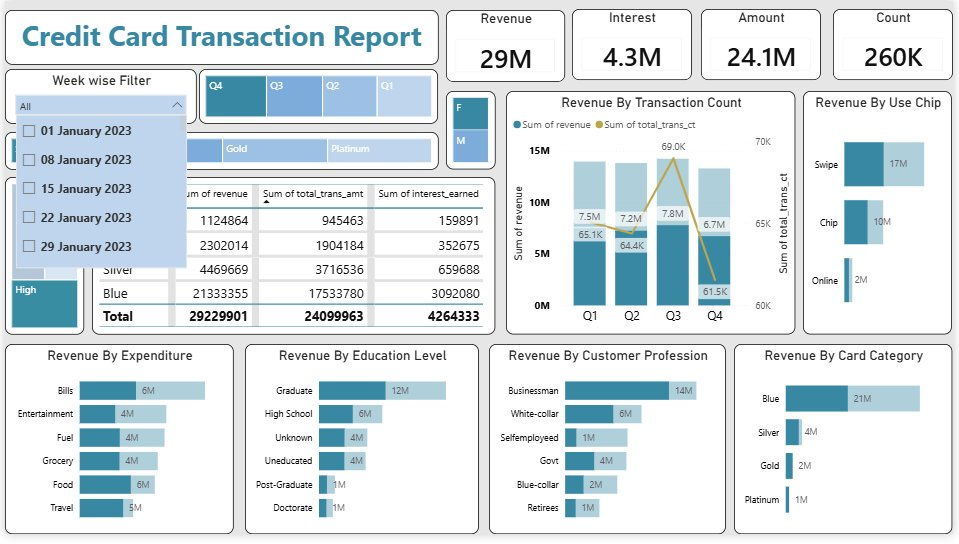 Credit Card Transaction Report
Revenue
29M
Interest
4.3M
Amount
24.1M
Count
260K
Week wise Filter
All
01 January 2023
08 January 2023
15 January 2023
22 January 2023
29 January 2023
Q4 Q3 Q2 Q1
Gold Platinum
F
M
High
um of revenue Sum of total_trans_amt Sum of interest_earned
1124864 945463 159891
2302014 1904184 352675
Silver 4469669 3716536 659688
Blue 21333355 17533780 3092080
Total 29229901 24099963 4264333
Revenue By Transaction Count
Sum of revenue Sum of total_trans_ct
Sum of revenue
15M
10M
5M
0M
7.5M 7.2M 7.8M 6.7M
65.1K 64.4K 69.0K 61.5K
Q1 Q2 Q3 Q4
70K
65K
60K
Sum of total_trans_ct
Revenue By Use Chip
Swipe 17M
Chip 10M
Online 2M
Revenue By Expenditure
Bills 6M
Entertainment 4M
Fuel 4M
Grocery 4M
Food 6M
Travel 5M
Revenue By Education Level
Graduate 12M
High School 6M
Unknown 4M
Uneducated 4M
Post-Graduate 1M
Doctorate 1M
Revenue By Customer Profession
Businessman 14M
White-collar 6M
Selfemployeed 1M
Govt 4M
Blue-collar 2M
Retirees 1M
Revenue By Card Category
Blue 21M
Silver 4M
Gold 2M
Platinum 1M